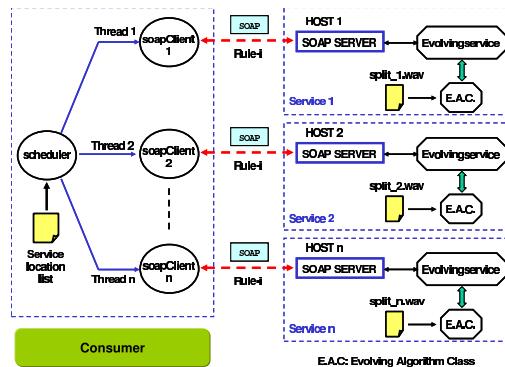 Thread 1
soapClient
1
SOAP
Rule-i
HOST 1
SOAP SERVER
Evolvingservice
split_1.wav
E.A.C.
Service 1
scheduler
Thread 2
soapClient
2
SOAP
Rule-i
HOST 2
SOAP SERVER
Evolvingservice
split_2.wav
E.A.C.
Service 2
Service
location
list
Thread n
soapClient
n
SOAP
Rule-i
HOST n
SOAP SERVER
Evolvingservice
split_n.wav
E.A.C.
Service n
Consumer
E.A.C: Evolving Algorithm Class